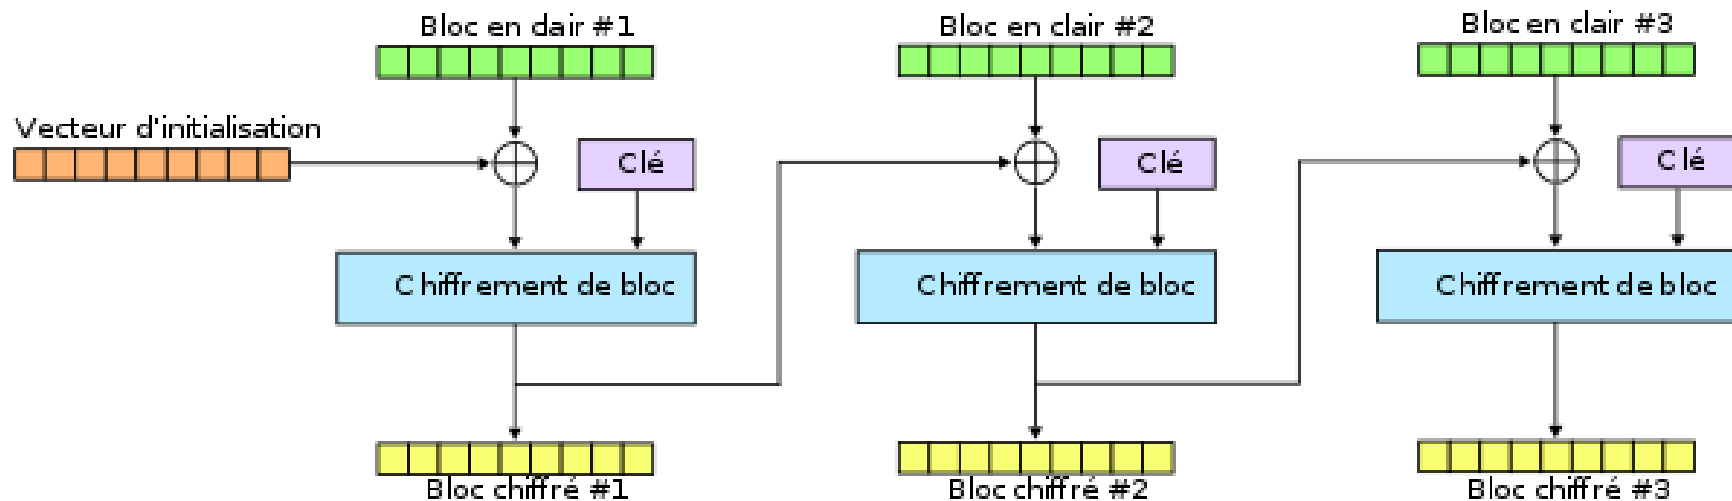 Bloc en clair #1
Bloc en clair #2
Bloc en clair #3
Vecteur d'initialisation
Clé
Clé
Clé
Chiffrement de bloc
Chiffrement de bloc
Chiffrement de bloc
Bloc chiffré #1
Bloc chiffré #2
Bloc chiffré #3